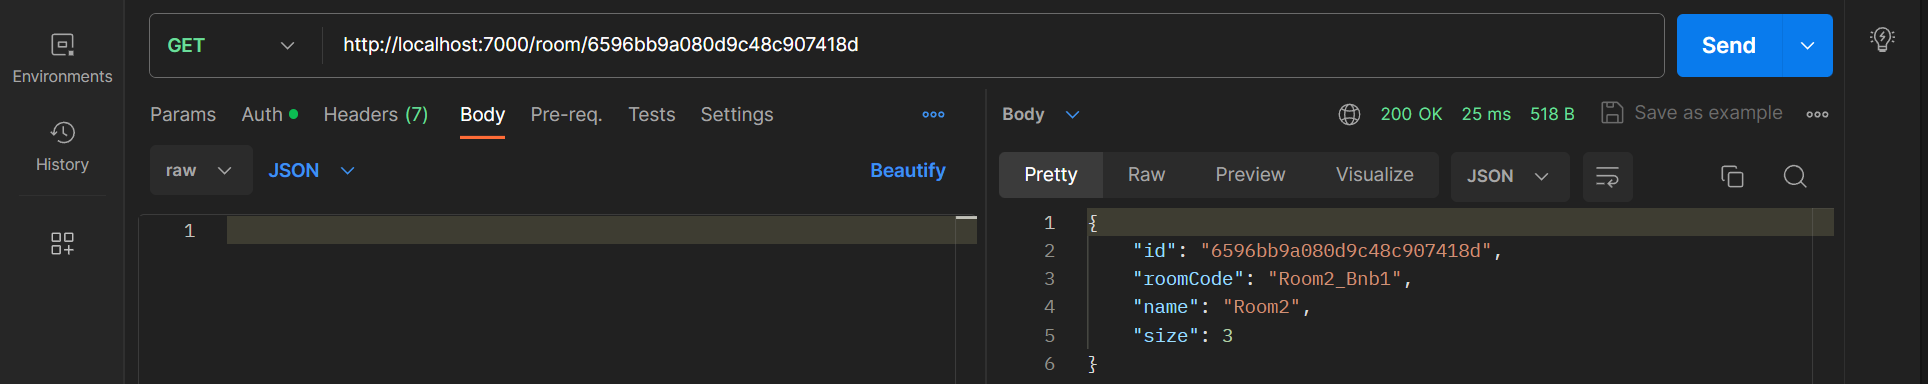 GET http://localhost:7000/room/6596bb9a080d9c48c907418d Send
Environments
History
Params Auth Headers (7) Body Pre-req. Tests Settings
raw JSON Beautify
1
Body 200 OK 25 ms 518 B Save as example
Pretty Raw Preview Visualize JSON
1 {
2 "id": "6596bb9a080d9c48c907418d",
3 "roomCode": "Room2_Bnb1",
4 "name": "Room2",
5 "size": 3
6 }